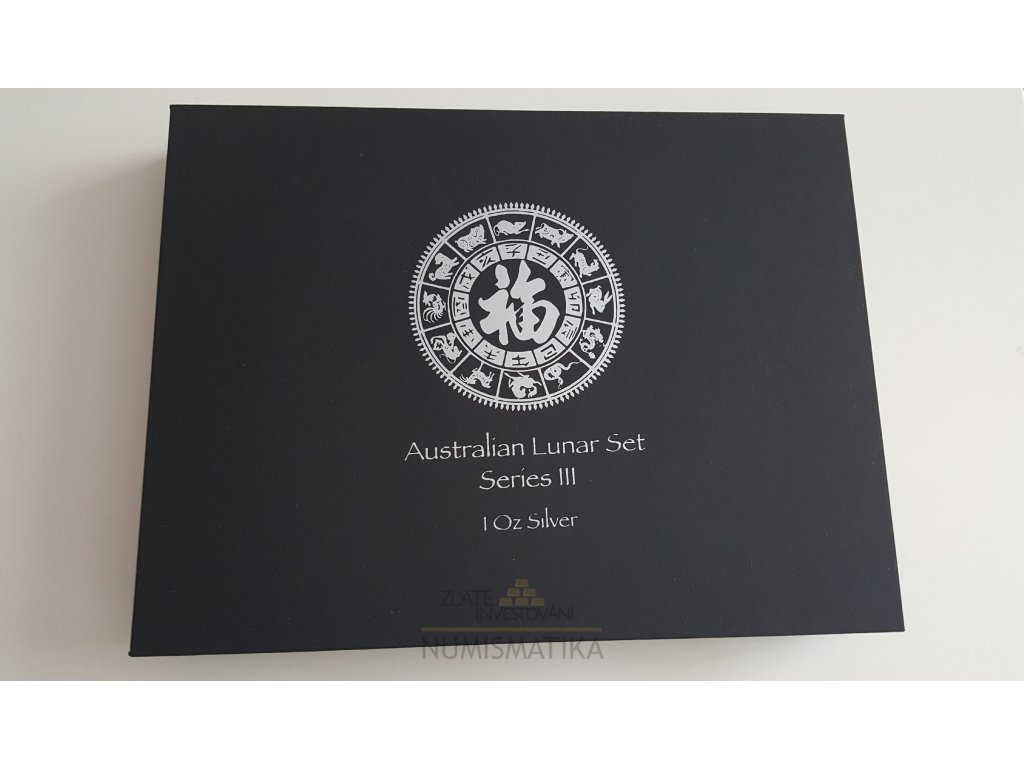 福
Australian Lunar Set
Series III
1 Oz Silver
ZLATÉ
INVESTOVÁNÍ
NUMISMATIKA